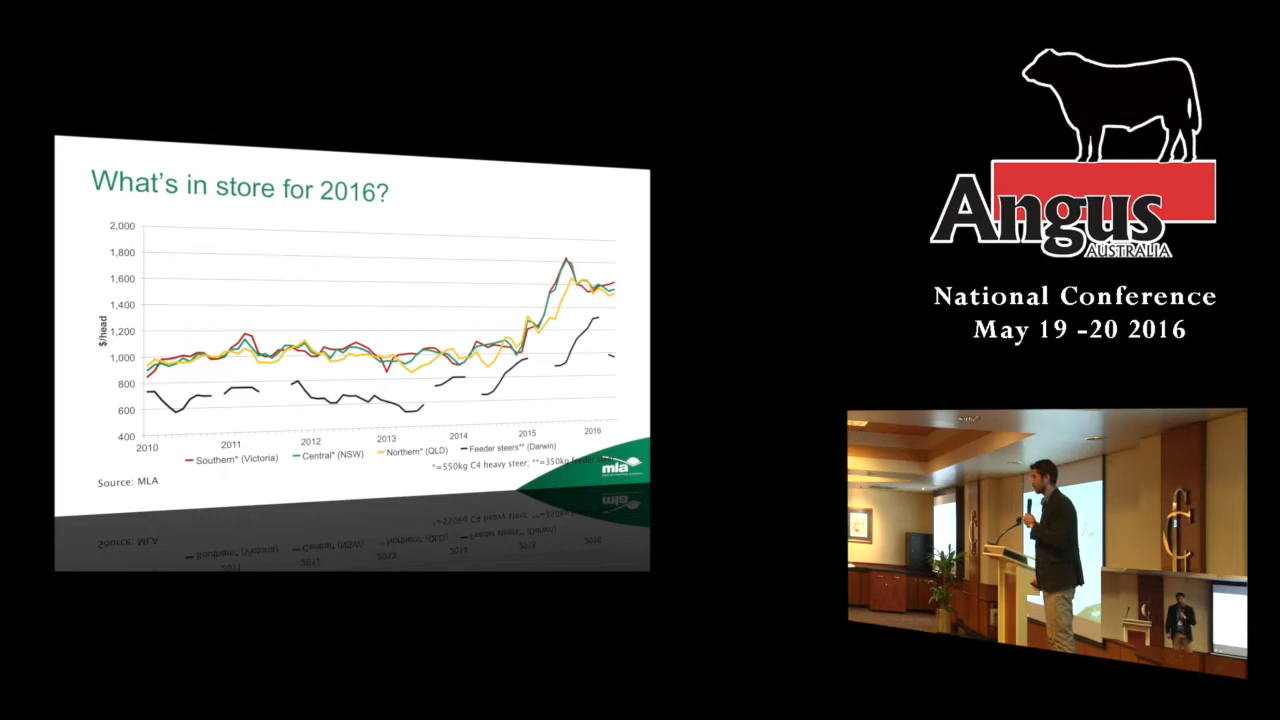 What's in store for 2016?
2,000
1,800
1,600
1,400
1,200
1,000
800
600
400
$/head
2010 2011 2012 2013 2014 2015 2016
Southern* (Victoria) Central* (NSW) Northern* (QLD) Feeder steers** (Darwin)
*=550kg C4 heavy steer; **=350kg feeder steer
Source: MLA
mla
Angus
AUSTRALIA
National Conference
May 19 -20 2016